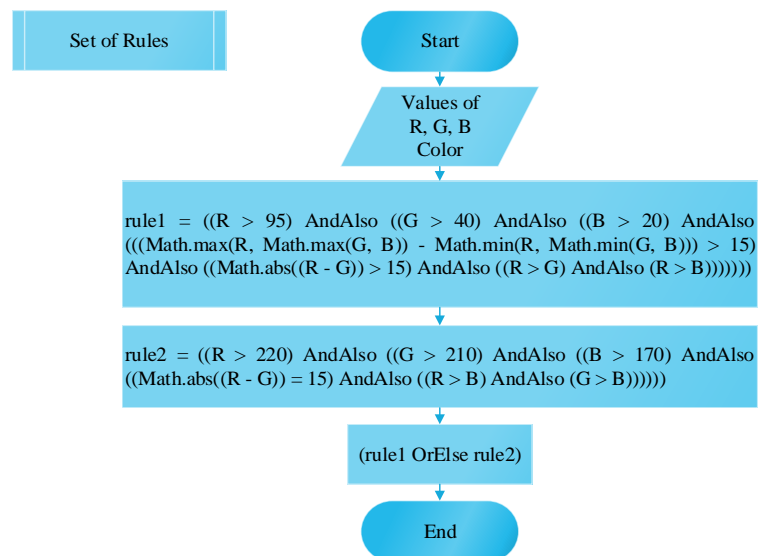 Set of Rules
Start
Values of
R, G, B
Color
rule1 = ((R > 95) AndAlso ((G > 40) AndAlso ((B > 20) AndAlso
(((Math.max(R, Math.max(G, B)) - Math.min(R, Math.min(G, B))) > 15)
AndAlso ((Math.abs((R - G)) > 15) AndAlso ((R > G) AndAlso (R > B)))))))
rule2 = ((R > 220) AndAlso ((G > 210) AndAlso ((B > 170) AndAlso
((Math.abs((R - G)) = 15) AndAlso ((R > B) AndAlso (G > B))))))
(rule1 OrElse rule2)
End